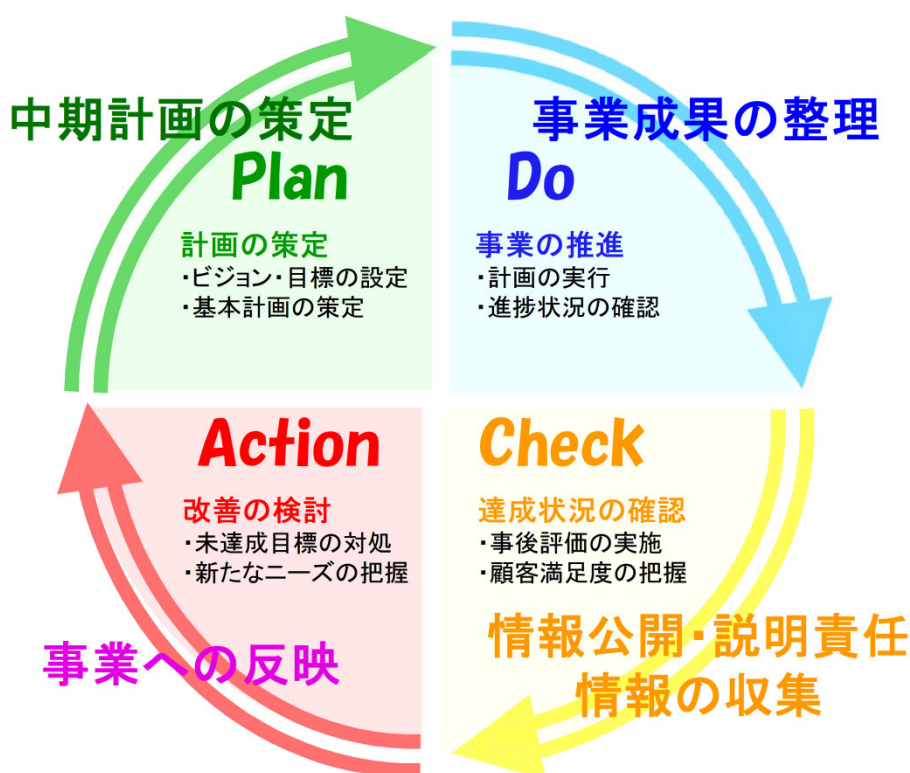 中期計画の策定
Plan
計画の策定
・ビジョン・目標の設定
・基本計画の策定
事業成果の整理
Do
事業の推進
・計画の実行
・進捗状況の確認
Action
改善の検討
・未達成目標の対処
・新たなニーズの把握
事業への反映
Check
達成状況の確認
・事後評価の実施
・顧客満足度の把握
情報公開・説明責任
情報の収集